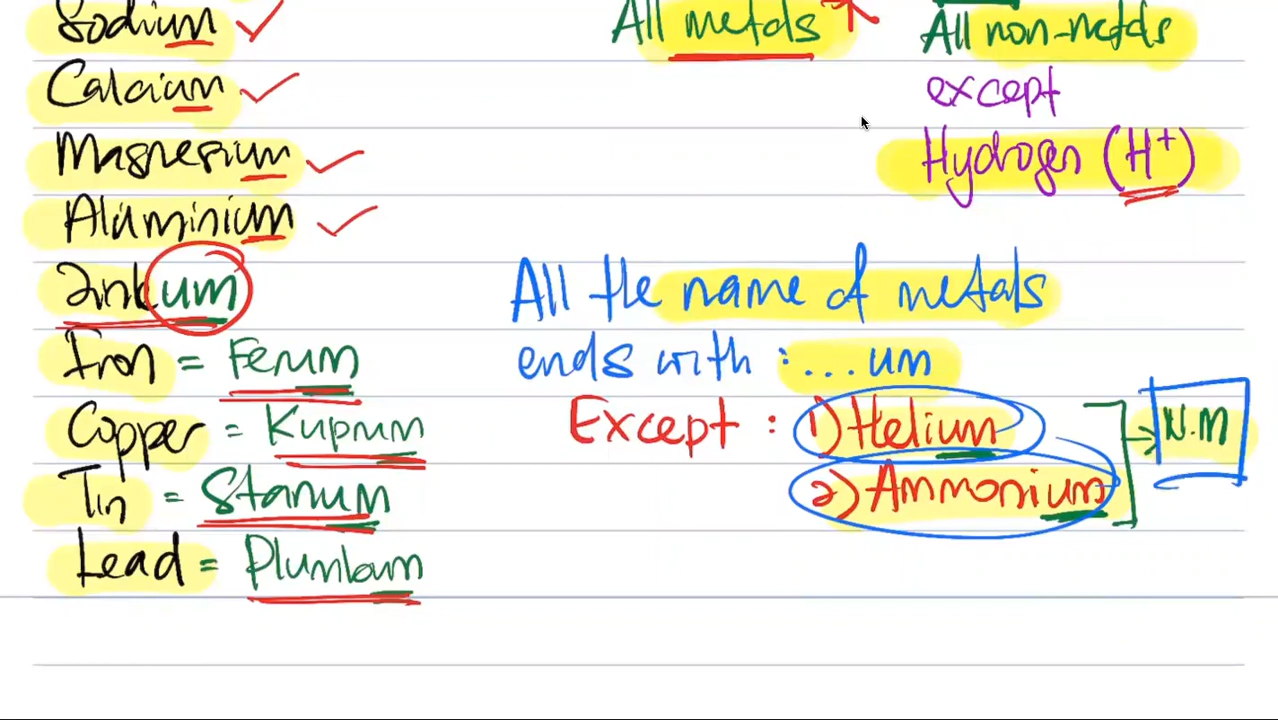 Sodium
Calcium
Magnesium
Aluminium
Zinkum
Iron = Ferum
Copper = Kuprum
Tin = Stanum
Lead = Plumbum
All metals
All non-metals
except
Hydrogen (H+)
All the name of metals
ends with : ...um
Except : 1) Helium
2) Ammonium
N.M